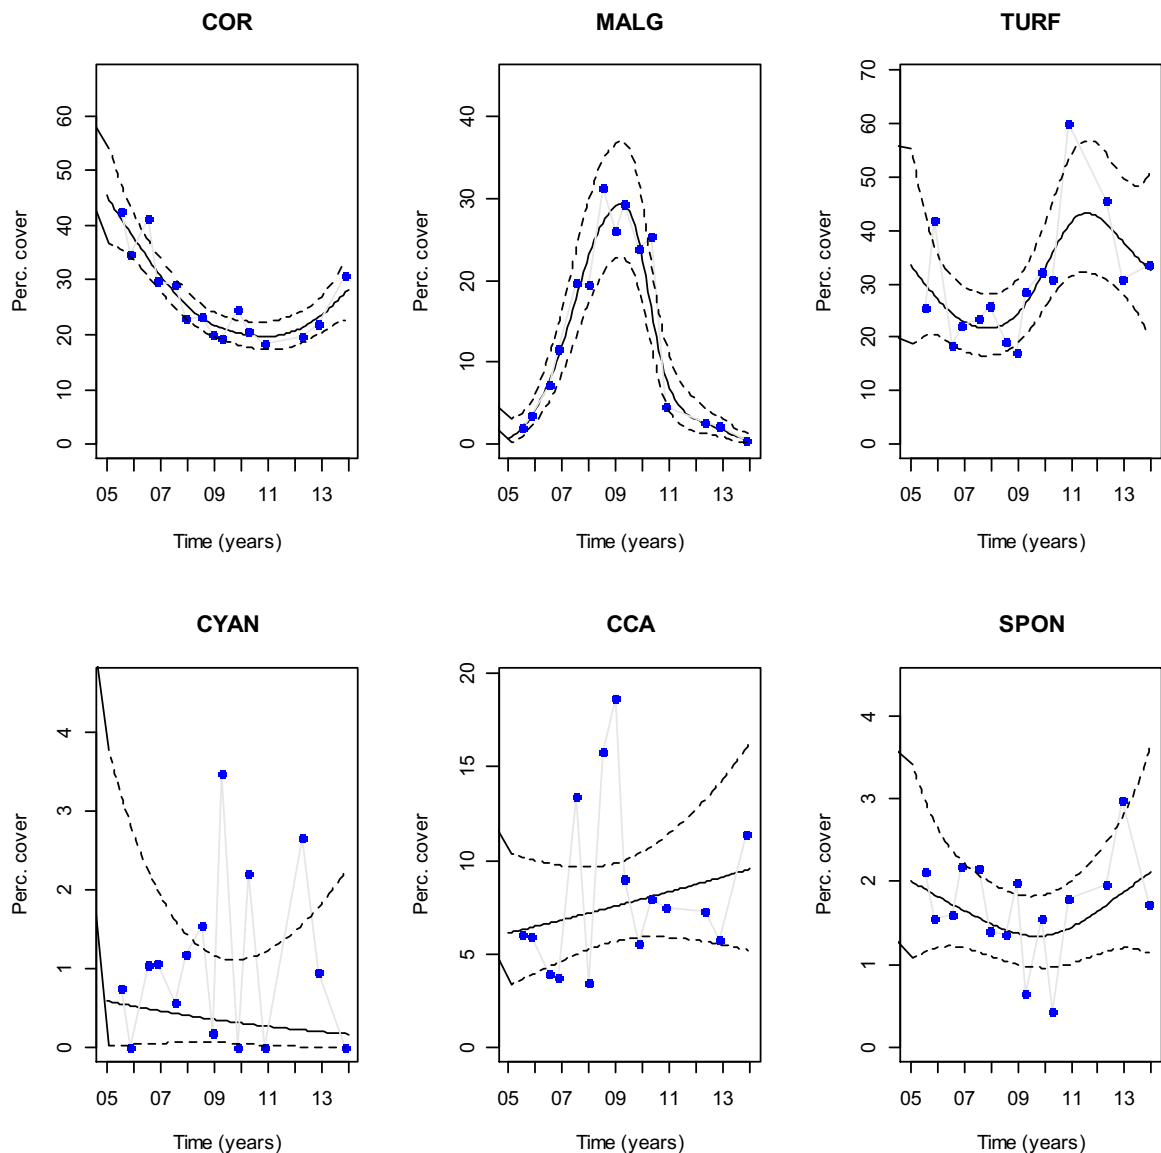 COR
MALG
TURF
Perc. cover
0 10 20 30 40 50 60
05 07 09 11 13
Time (years)
Perc. cover
0 10 20 30 40
05 07 09 11 13
Time (years)
Perc. cover
0 10 20 30 40 50 60 70
05 07 09 11 13
Time (years)
CYAN
CCA
SPON
Perc. cover
0 1 2 3 4
05 07 09 11 13
Time (years)
Perc. cover
0 5 10 15 20
05 07 09 11 13
Time (years)
Perc. cover
0 1 2 3 4
05 07 09 11 13
Time (years)